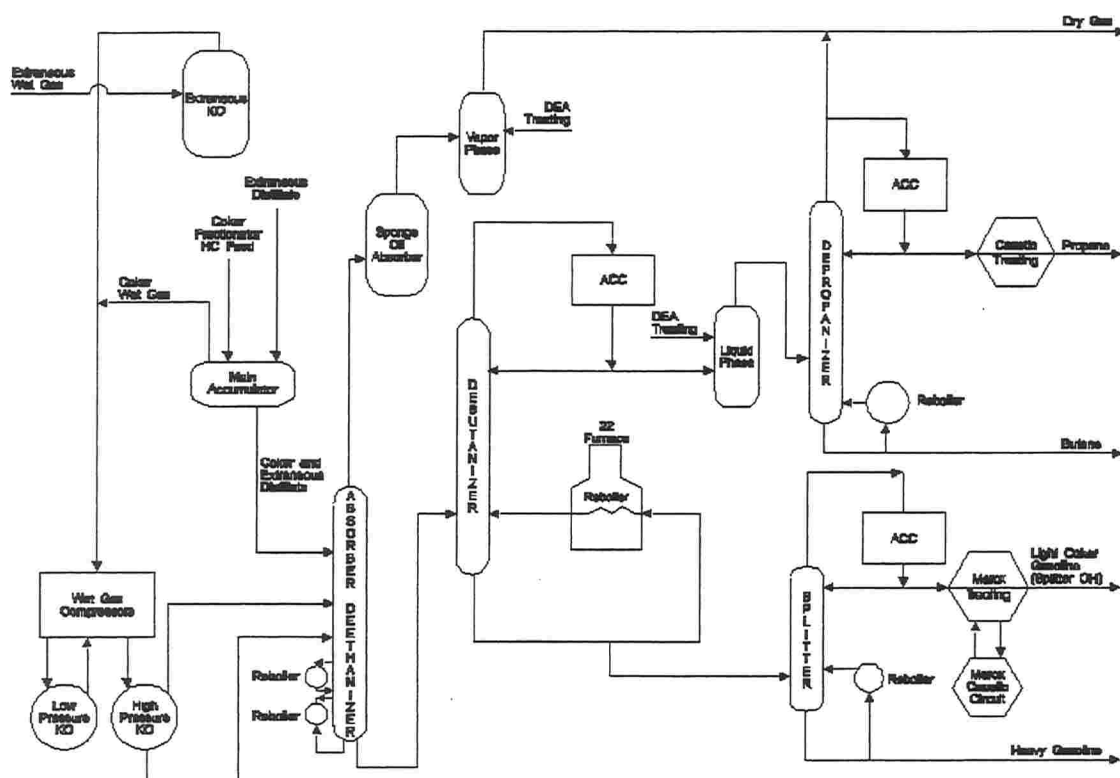 Dry Gas
Extraneous
Wet Gas
Extraneous
KO
DEA
Treating
Vapor
Phase
ACC
Extraneous
Distillate
Coker
Fractionator
HC Feed
Sponge
Oil
Absorber
DEPROPANIZER
Caustic
Treating
Propane
Coker
Wet Gas
ACC
DEA
Treating
Liquid
Phase
Main
Accumulator
DEBUTANIZER
Reboiler
22
Furnace
Reboiler
Butane
Coker and
Extraneous
Distillate
ABSORBER DEETHANIZER
ACC
Light Coker
Gasoline
(Splitter OH)
Merox
Treating
Wet Gas
Compressors
SPLITTER
Reboiler
Reboiler
Merox
Caustic
Circuit
Low
Pressure
KO
High
Pressure
KO
Reboiler
Heavy Gasoline